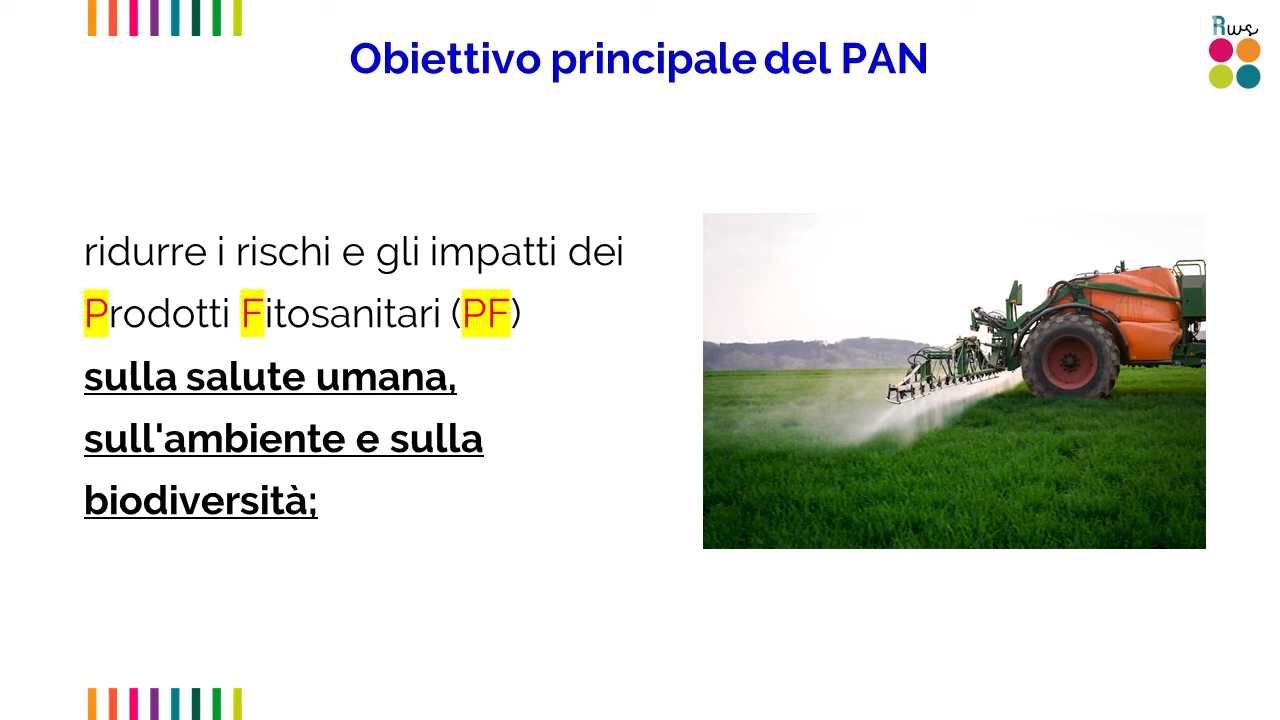 Rws
Obiettivo principale del PAN
ridurre i rischi e gli impatti dei
Prodotti Fitosanitari (PF)
sulla salute umana,
sull'ambiente e sulla
biodiversità;